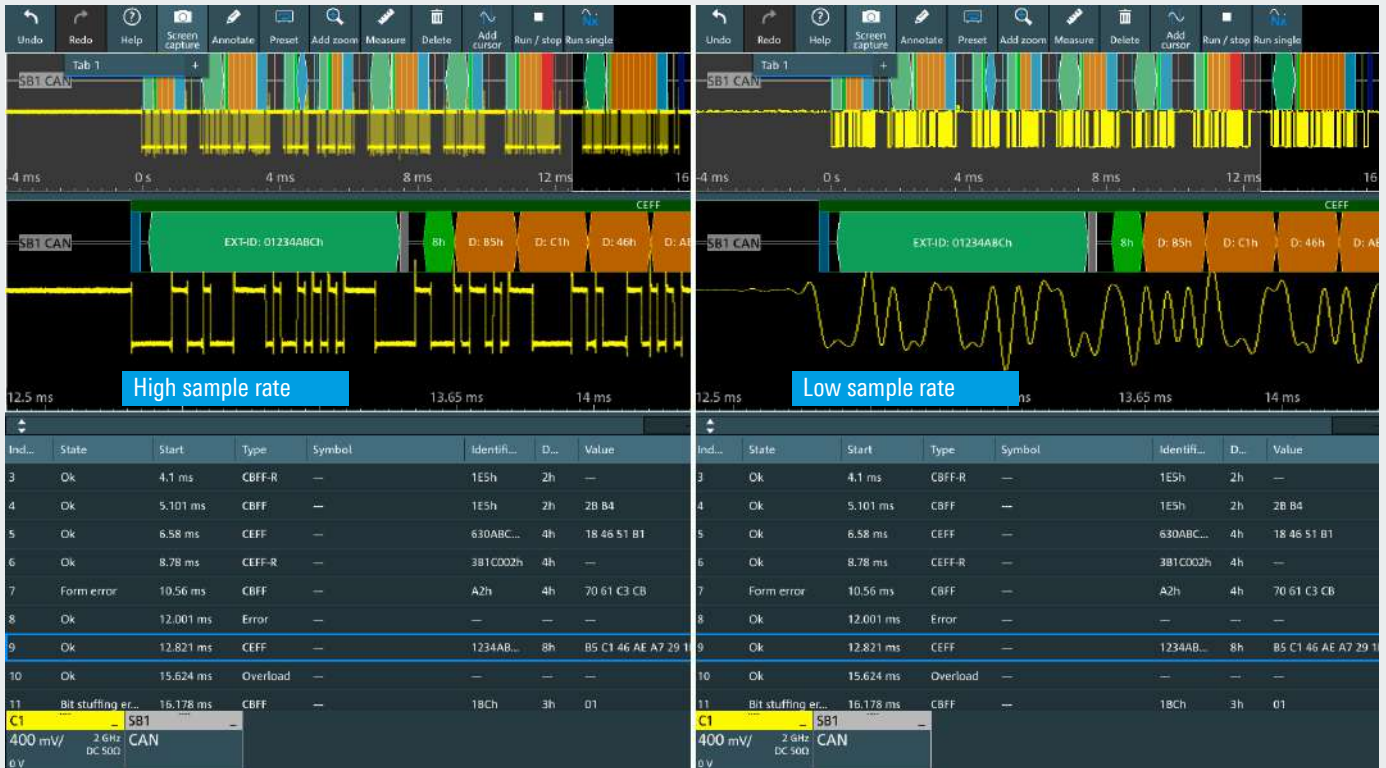 Undo Redo Help Screen capture Annotate Preset Add zoom Measure Delete Add cursor Run / stop Run single
Tab 1 +
SB1 CAN
-4 ms 0 s 4 ms 8 ms 12 ms 16
CEFF
SB1 CAN EXT-ID: 01234ABCh 8h D: B5h D: C1h D: 46h D: AE
High sample rate
12.5 ms 13.65 ms 14 ms
Ind... State Start Type Symbol Identifi... D... Value
3 Ok 4.1 ms CBFF-R — 1E5h 2h —
4 Ok 5.101 ms CBFF — 1E5h 2h 2B B4
5 Ok 6.58 ms CEFF — 630ABC... 4h 18 46 51 B1
6 Ok 8.78 ms CEFF-R — 3B1C002h 4h —
7 Form error 10.56 ms CBFF — A2h 4h 70 61 C3 CB
8 Ok 12.001 ms Error — — — —
9 Ok 12.821 ms CEFF — 1234AB... 8h B5 C1 46 AE A7 29
10 Ok 15.624 ms Overload — — — —
11 Bit stuffing er... 16.178 ms CBFF — 1BCh 3h 01
C1 SB1
400 mV/ 2 GHz CAN
DC 50Ω
0 V
Undo Redo Help Screen capture Annotate Preset Add zoom Measure Delete Add cursor Run / stop Run single
Tab 1 +
SB1 CAN
-4 ms 0 s 4 ms 8 ms 12 ms 16
CEFF
SB1 CAN EXT-ID: 01234ABCh 8h D: B5h D: C1h D: 46h D: AE
Low sample rate
12.5 ms ms 13.65 ms 14 ms
Ind... State Start Type Symbol Identifi... D... Value
3 Ok 4.1 ms CBFF-R — 1E5h 2h —
4 Ok 5.101 ms CBFF — 1E5h 2h 2B B4
5 Ok 6.58 ms CEFF — 630ABC... 4h 18 46 51 B1
6 Ok 8.78 ms CEFF-R — 3B1C002h 4h —
7 Form error 10.56 ms CBFF — A2h 4h 70 61 C3 CB
8 Ok 12.001 ms Error — — — —
9 Ok 12.821 ms CEFF — 1234AB... 8h B5 C1 46 AE A7 29
10 Ok 15.624 ms Overload — — — —
11 Bit stuffing er... 16.178 ms CBFF — 1BCh 3h 01
C1 SB1
400 mV/ 2 GHz CAN
DC 50Ω
0 V